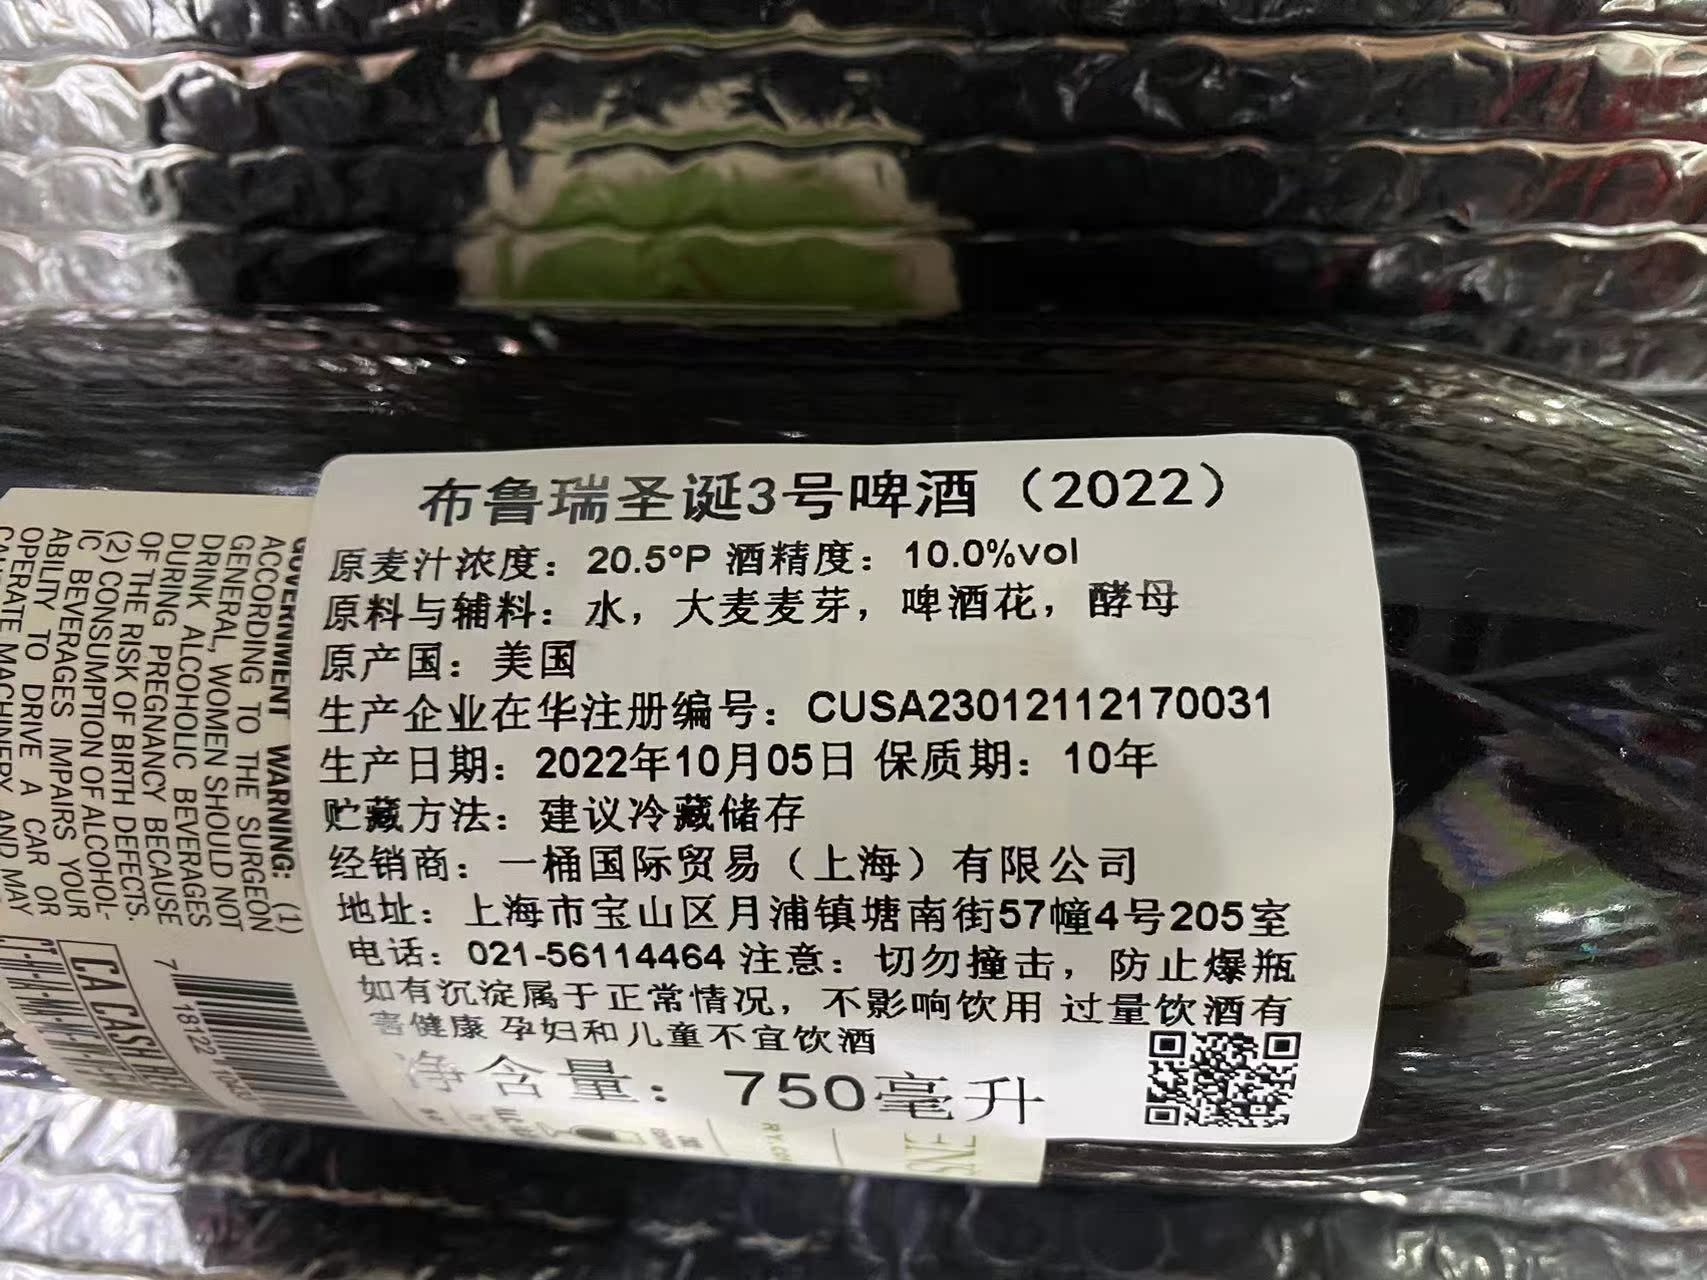 布鲁瑞圣诞3号啤酒（2022）
原麦汁浓度：20.5°P 酒精度：10.0%vol
原料与辅料：水，大麦麦芽，啤酒花，酵母
原产国：美国
生产企业在华注册编号：CUSA23012112170031
生产日期：2022年10月05日 保质期：10年
贮藏方法：建议冷藏储存
经销商：一桶国际贸易（上海）有限公司
地址：上海市宝山区月浦镇塘南街57幢4号205室
电话：021-56114464 注意：切勿撞击，防止爆瓶
如有沉淀属于正常情况，不影响饮用 过量饮酒有
害健康 孕妇和儿童不宜饮酒
净含量：750毫升
GOVERNMENT WARNING: (1)
ACCORDING TO THE SURGEON
GENERAL, WOMEN SHOULD NOT
DRINK ALCOHOLIC BEVERAGES
DURING PREGNANCY BECAUSE
OF THE RISK OF BIRTH DEFECTS.
(2) CONSUMPTION OF ALCOHOL-
IC BEVERAGES IMPAIRS YOUR
ABILITY TO DRIVE A CAR OR
OPERATE MACHINERY, AND MAY
CA CASH
7 18122